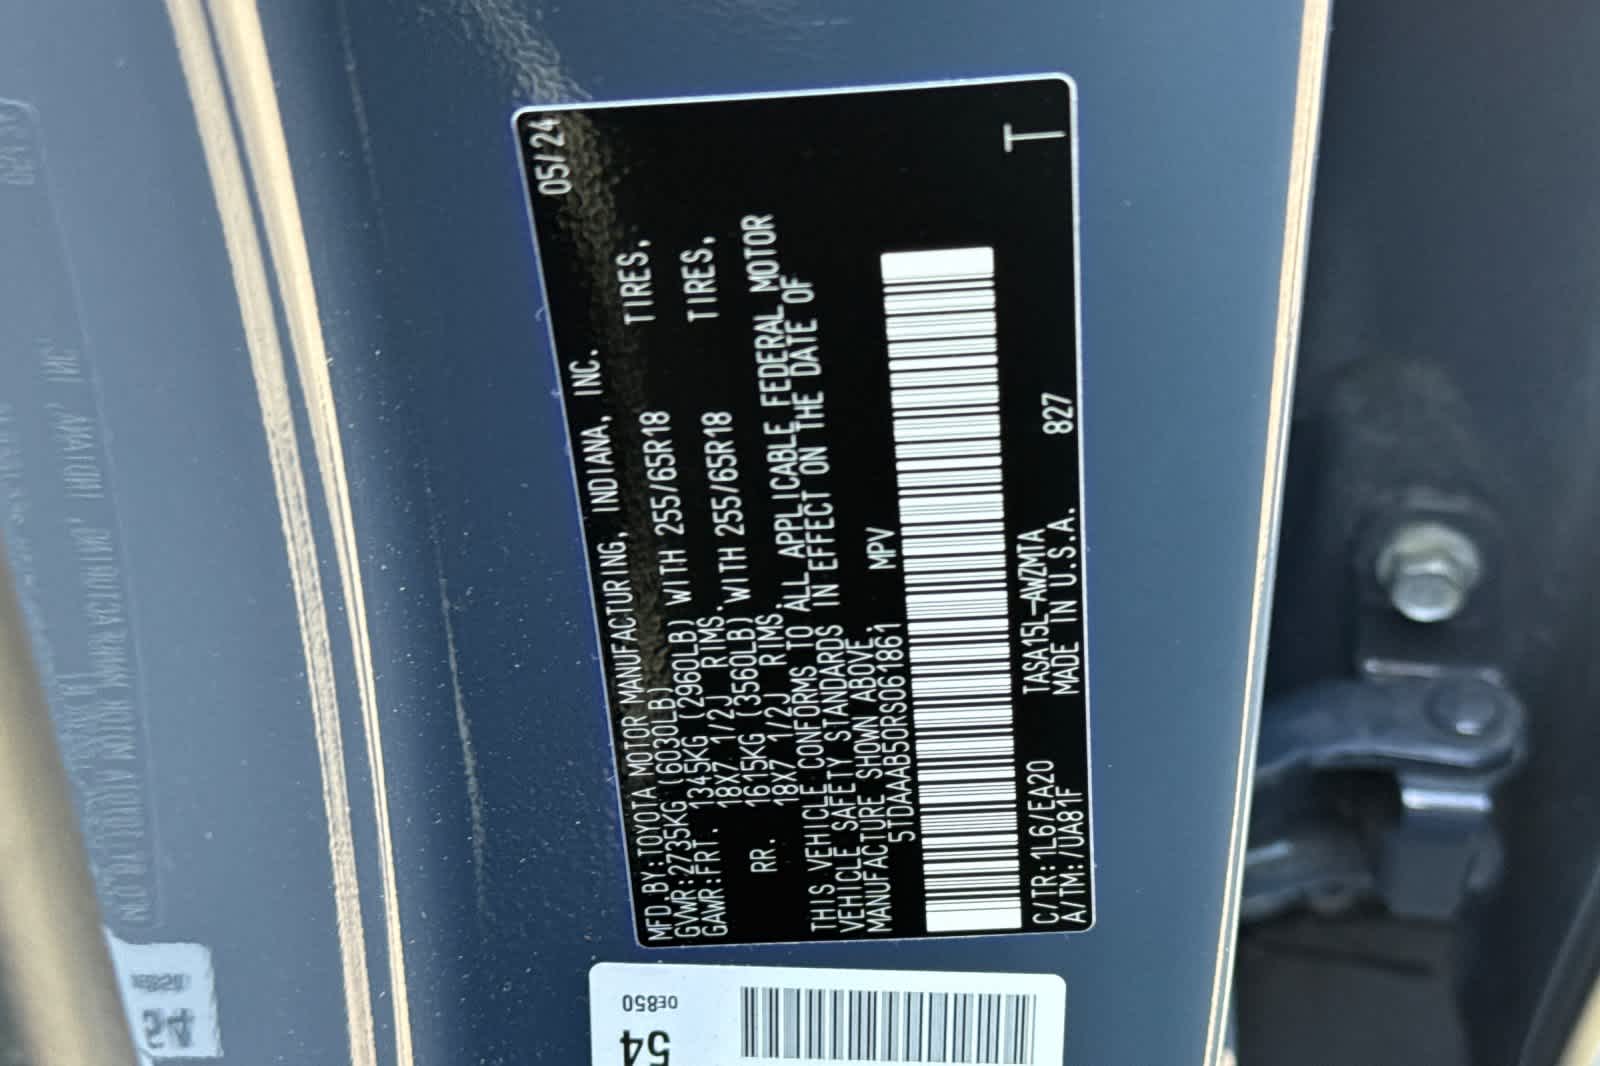 MFD.BY:TOYOTA MOTOR MANUFACTURING, INDIANA, INC. 05/24
GVWR:2735KG (6030LB)
GAWR:FRT. 1345KG (2960LB) WITH 255/65R18 TIRES,
18X7 1/2J RIMS.
RR. 1615KG (3560LB) WITH 255/65R18 TIRES,
18X7 1/2J RIMS.
THIS VEHICLE CONFORMS TO ALL APPLICABLE FEDERAL MOTOR
VEHICLE SAFETY STANDARDS IN EFFECT ON THE DATE OF
MANUFACTURE SHOWN ABOVE.
5TDAAAB50RS061861 MPV
C/TR:1L6/EA20 TASA15L-AWZMTA 827
A/TM:/UA81F MADE IN U.S.A.
T
0E850
54